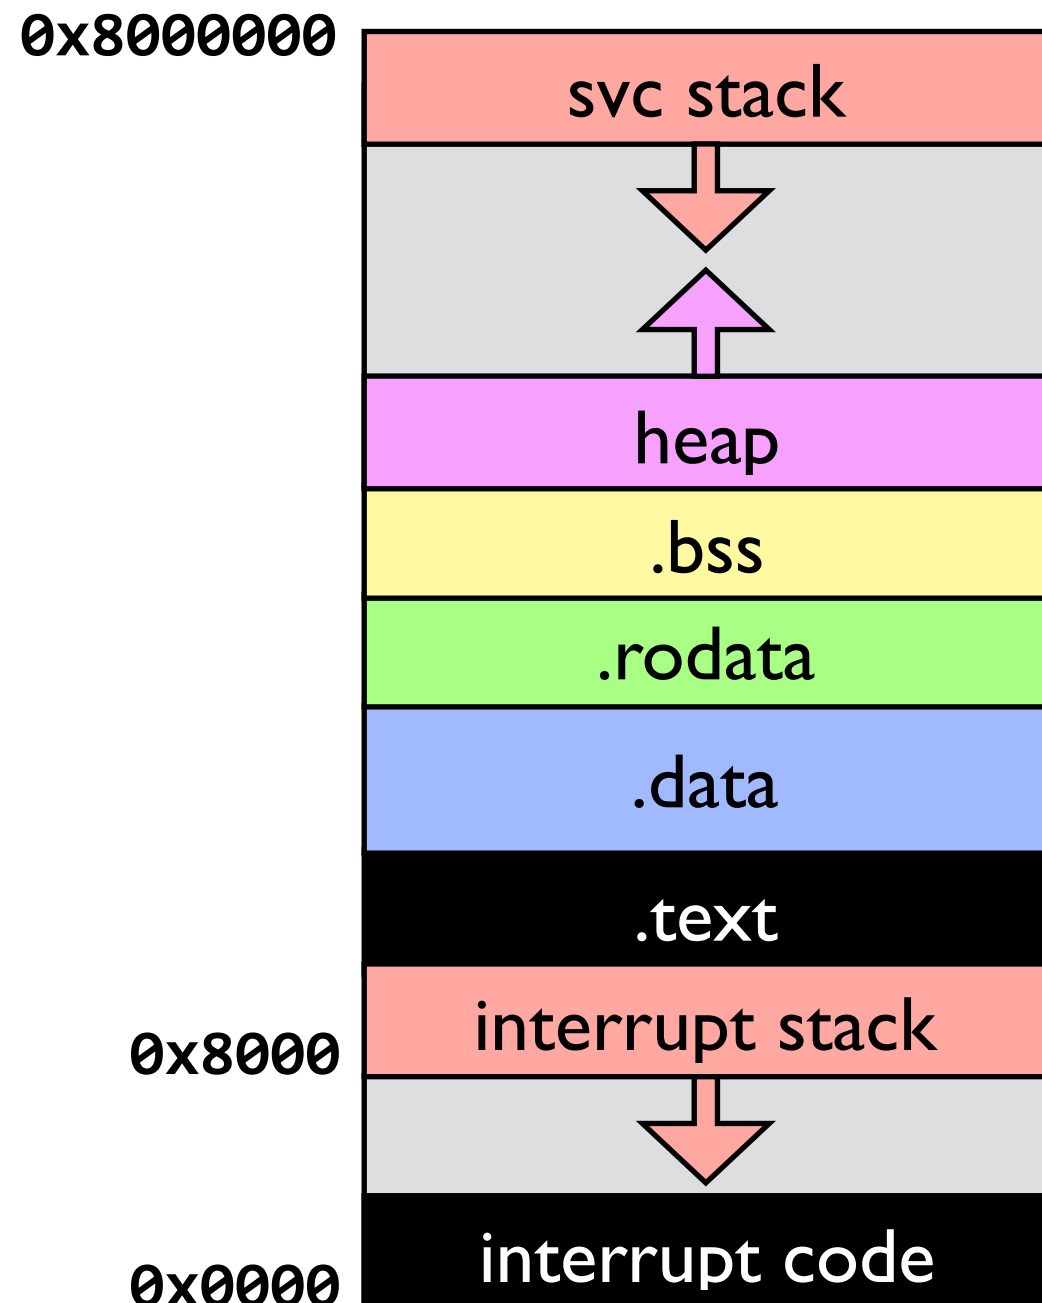 0x8000000
svc stack
heap
.bss
.rodata
.data
.text
interrupt stack
0x8000
interrupt code
0x0000